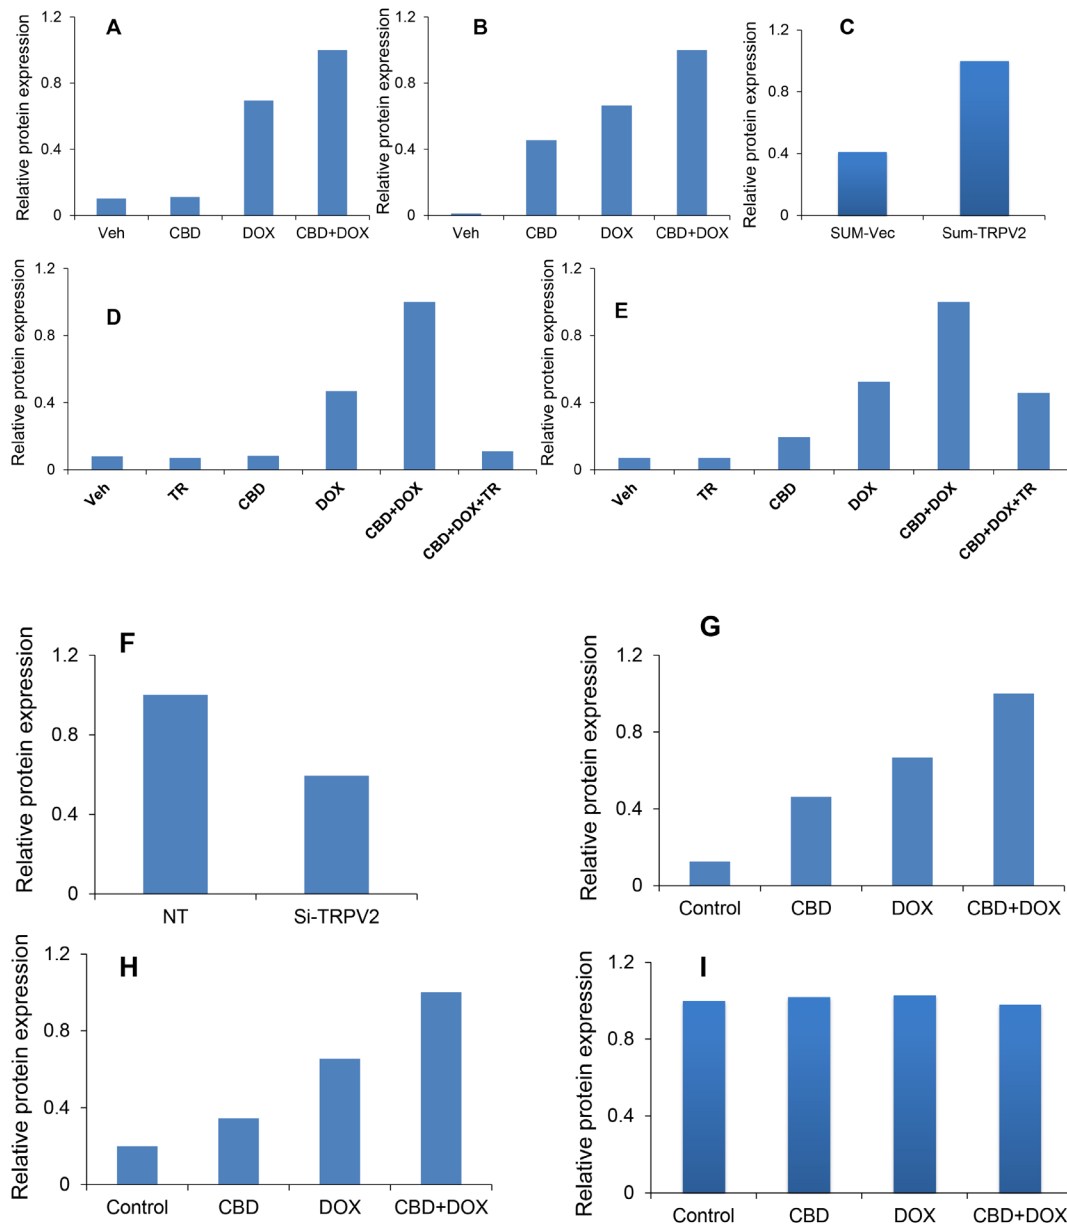 A
Relative protein expression
1.2
0.8
0.4
0
Veh CBD DOX CBD+DOX
B
Relative protein expression
1.2
0.8
0.4
0
Veh CBD DOX CBD+DOX
C
Relative protein expression
1.2
0.8
0.4
0
SUM-Vec Sum-TRPV2
D
Relative protein expression
1.2
0.8
0.4
0
Veh TR CBD DOX CBD+DOX CBD+DOX+TR
E
Relative protein expression
1.2
0.8
0.4
0
Veh TR CBD DOX CBD+DOX CBD+DOX+TR
F
Relative protein expression
1.2
0.8
0.4
0
NT Si-TRPV2
G
Relative protein expression
1.2
0.8
0.4
0
Control CBD DOX CBD+DOX
H
Relative protein expression
1.2
0.8
0.4
0
Control CBD DOX CBD+DOX
I
Relative protein expression
1.2
0.8
0.4
0
Control CBD DOX CBD+DOX